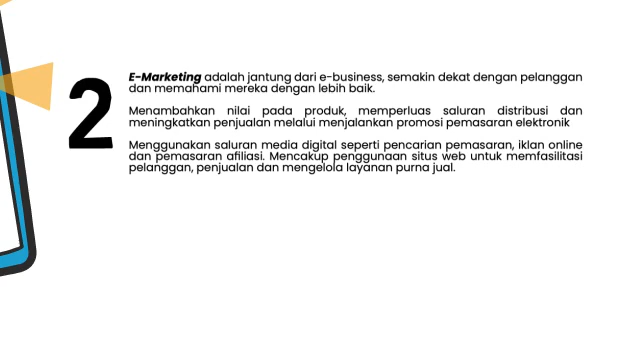 2
E-Marketing adalah jantung dari e-business, semakin dekat dengan pelanggan
dan memahami mereka dengan lebih baik.
Menambahkan nilai pada produk, memperluas saluran distribusi dan
meningkatkan penjualan melalui menjalankan promosi pemasaran elektronik
Menggunakan saluran media digital seperti pencarian pemasaran, iklan online
dan pemasaran afiliasi. Mencakup penggunaan situs web untuk memfasilitasi
pelanggan, penjualan dan mengelola layanan purna jual.